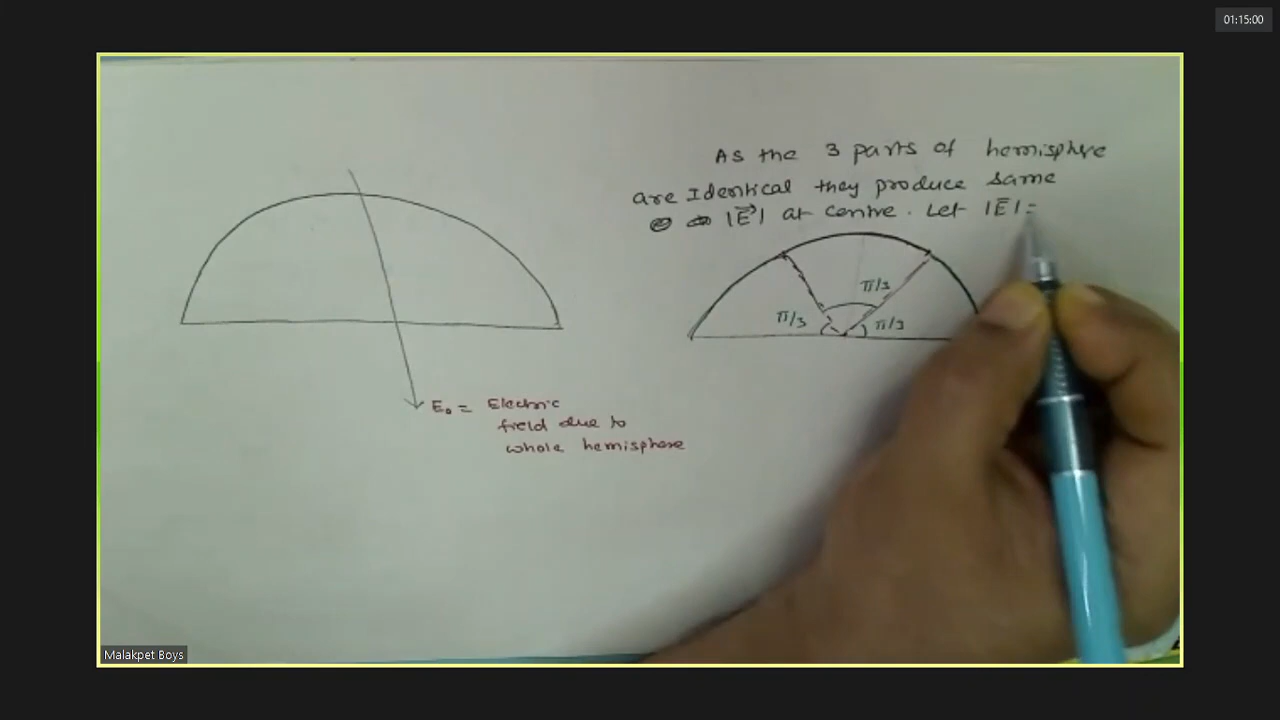 01:15:00
As the 3 parts of hemisphere
are Identical they produce same
|E⃗| at centre. Let |E̅| =
π/3
π/3
π/3
E₀ = Electric
field due to
whole hemisphere
Malakpet Boys